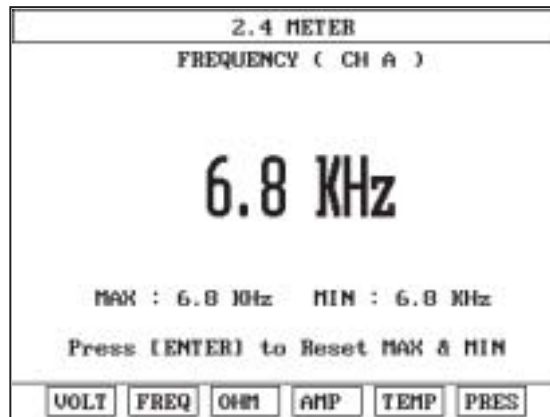 2.4 METER
FREQUENCY ( CH A )
6.8 KHz
MAX : 6.8 KHz MIN : 6.8 KHz
Press [ENTER] to Reset MAX & MIN
VOLT FREQ OHM AMP TEMP PRES